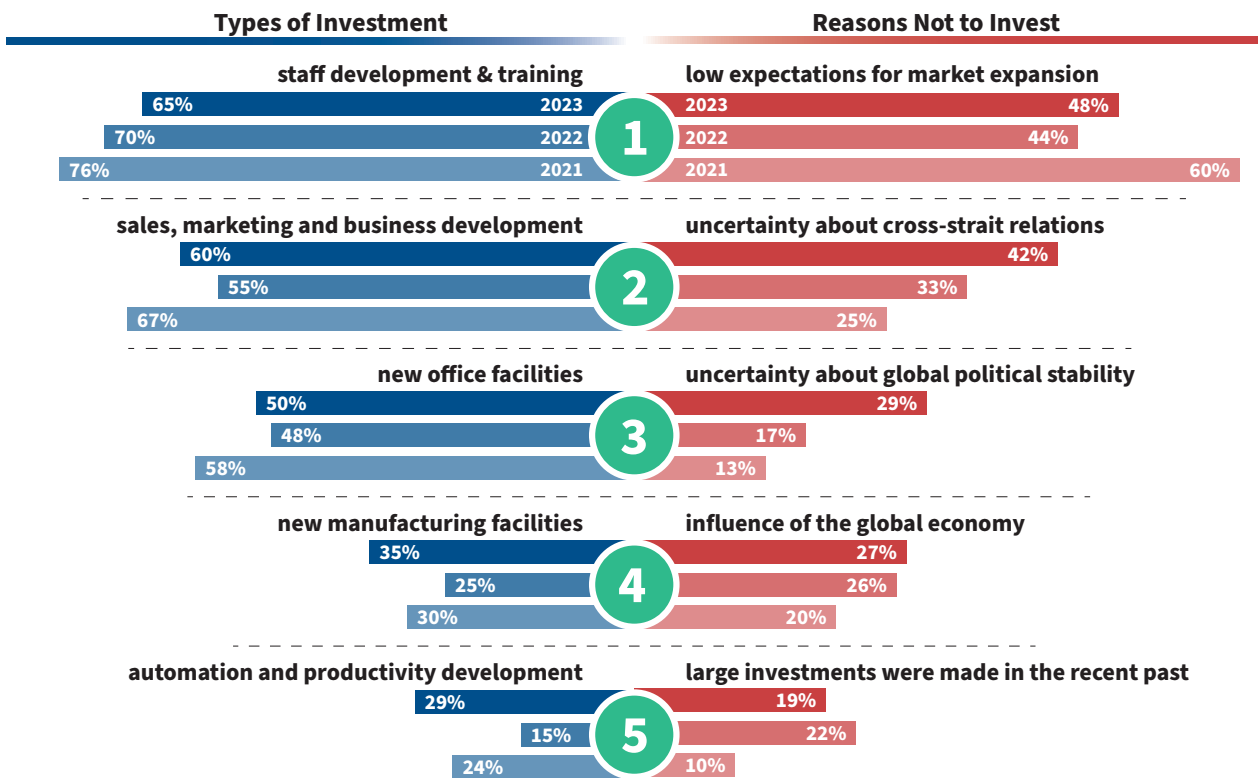 Types of Investment
Reasons Not to Invest
staff development & training
low expectations for market expansion
65% 2023 1 2023 48%
70% 2022 2022 44%
76% 2021 2021 60%
sales, marketing and business development
uncertainty about cross-strait relations
60% 2 42%
55% 33%
67% 25%
new office facilities
uncertainty about global political stability
50% 3 29%
48% 17%
58% 13%
new manufacturing facilities
influence of the global economy
35% 4 27%
25% 26%
30% 20%
automation and productivity development
large investments were made in the recent past
29% 5 19%
15% 22%
24% 10%